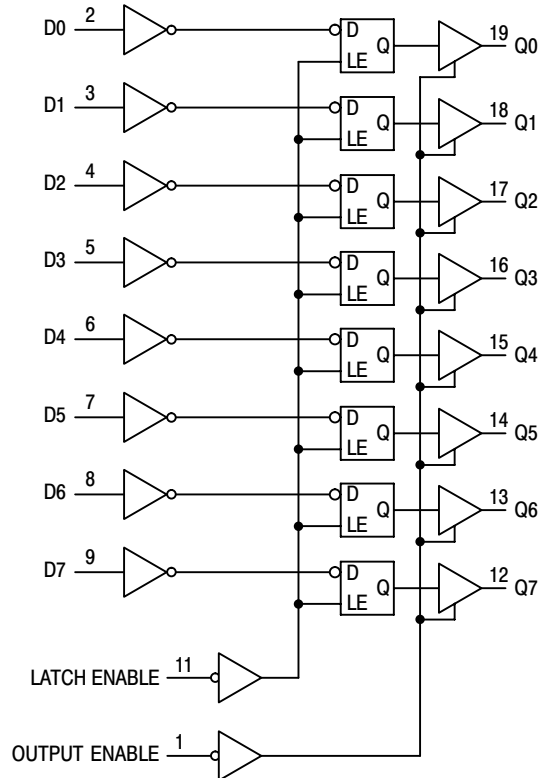 D0 2 D Q LE 19 Q0
D1 3 D Q LE 18 Q1
D2 4 D Q LE 17 Q2
D3 5 D Q LE 16 Q3
D4 6 D Q LE 15 Q4
D5 7 D Q LE 14 Q5
D6 8 D Q LE 13 Q6
D7 9 D Q LE 12 Q7
LATCH ENABLE 11
OUTPUT ENABLE 1